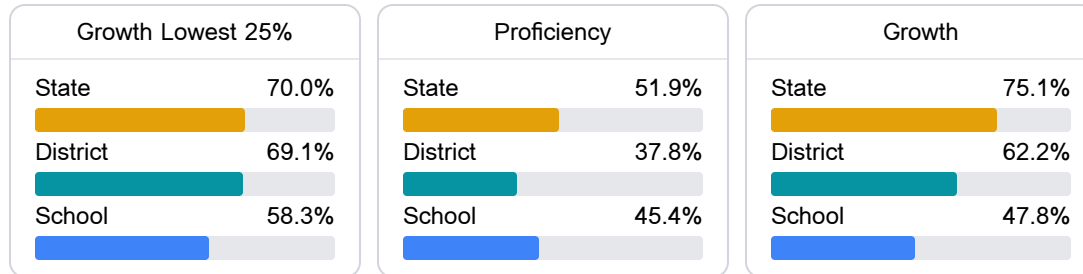 Growth Lowest 25%
State 70.0%
District 69.1%
School 58.3%
Proficiency
State 51.9%
District 37.8%
School 45.4%
Growth
State 75.1%
District 62.2%
School 47.8%